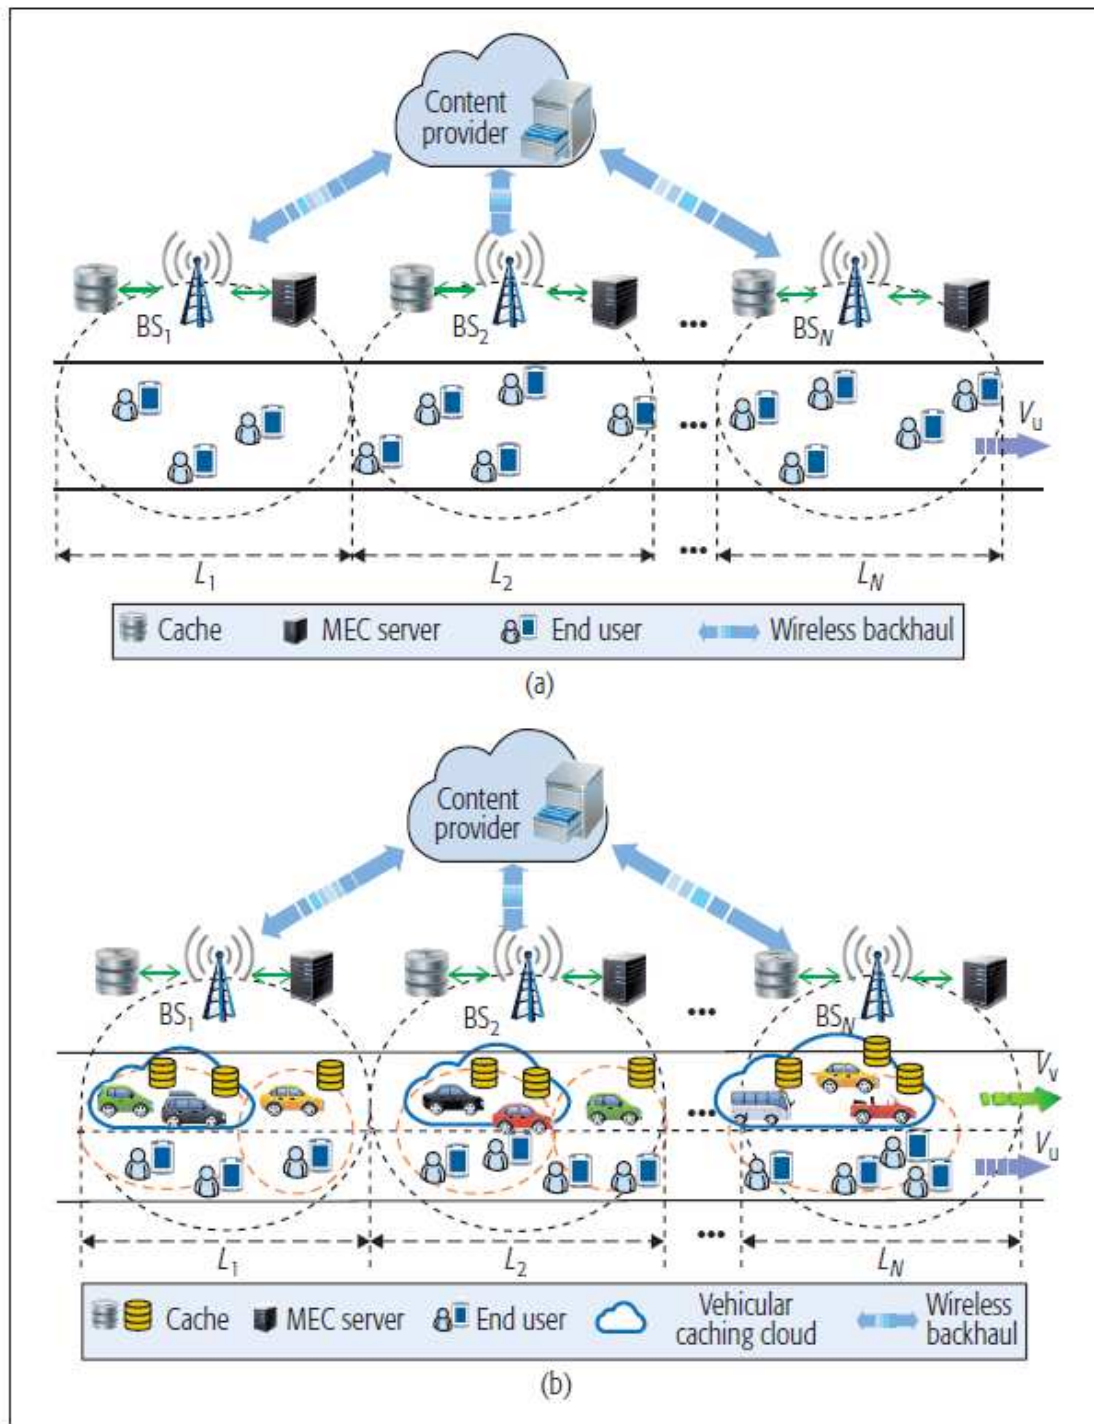 Content
provider
BS1
BS2
...
BSN
...
Vu
...
L1
L2
LN
Cache
MEC server
End user
Wireless backhaul
(a)
Content
provider
BS1
BS2
...
BSN
Vv
...
Vu
...
L1
L2
LN
Cache
MEC server
End user
Vehicular
caching cloud
Wireless
backhaul
(b)